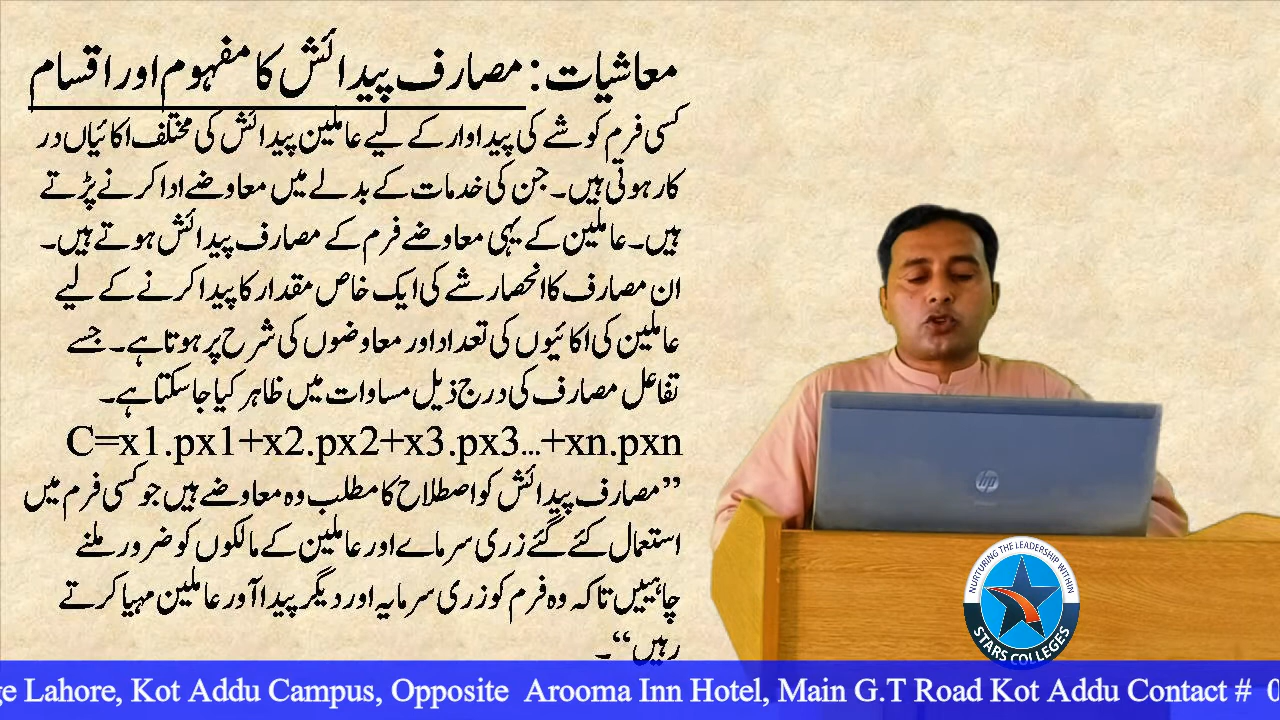 معاشیات: مصارف پیدائش کا مفہوم اور اقسام
کسی فرم کو شے کی پیداوار کے لیے عاملین پیدائش کی مختلف اکائیاں در
کار ہوتی ہیں۔ جن کی خدمات کے بدلے میں معاوضے ادا کرنے پڑتے
ہیں۔ عاملین کے یہی معاوضے فرم کے مصارف پیدائش ہوتے ہیں۔
ان مصارف کا انحصار شے کی ایک خاص مقدار کا پیدا کرنے کے لیے
عاملین کی اکائیوں کی تعداد اور معاوضوں کی شرح پر ہوتا ہے۔ جسے
تفاعل مصارف کی درج ذیل مساوات میں ظاہر کیا جا سکتا ہے۔
C=x1.px1+x2.px2+x3.px3...+xn.pxn
”مصارف پیدائش کو اصطلاح کا مطلب وہ معاوضے ہیں جو کسی فرم میں
استعمال کئے گئے زری سرمائے اور عاملین کے مالکوں کو ضرور ملنے
چاہییں تاکہ وہ فرم کو زری سرمایہ اور دیگر پیدا آور عاملین مہیا کرتے
رہیں“۔
NURTURING THE LEADERSHIP WITHIN
STARS COLLEGES
hp
ge Lahore, Kot Addu Campus, Opposite Arooma Inn Hotel, Main G.T Road Kot Addu Contact # 0